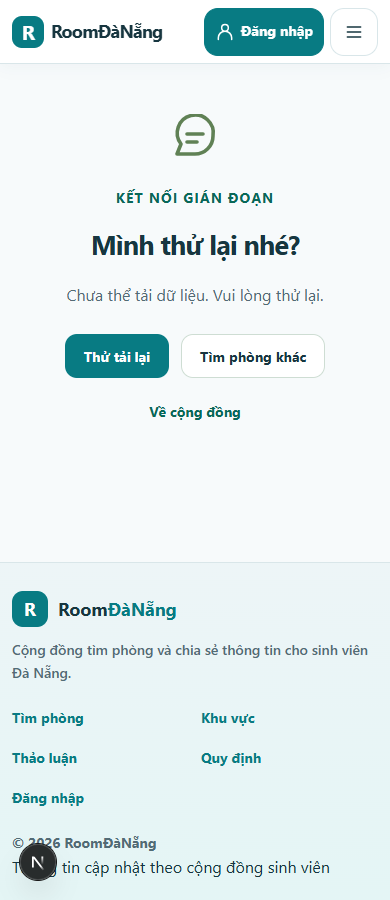 R RoomĐàNẵng Đăng nhập
KẾT NỐI GIÁN ĐOẠN
Mình thử lại nhé?
Chưa thể tải dữ liệu. Vui lòng thử lại.
Thử tải lại Tìm phòng khác
Về cộng đồng
R RoomĐàNẵng
Cộng đồng tìm phòng và chia sẻ thông tin cho sinh viên
Đà Nẵng.
Tìm phòng Khu vực
Thảo luận Quy định
Đăng nhập
© 2026 RoomĐàNẵng
N tin cập nhật theo cộng đồng sinh viên